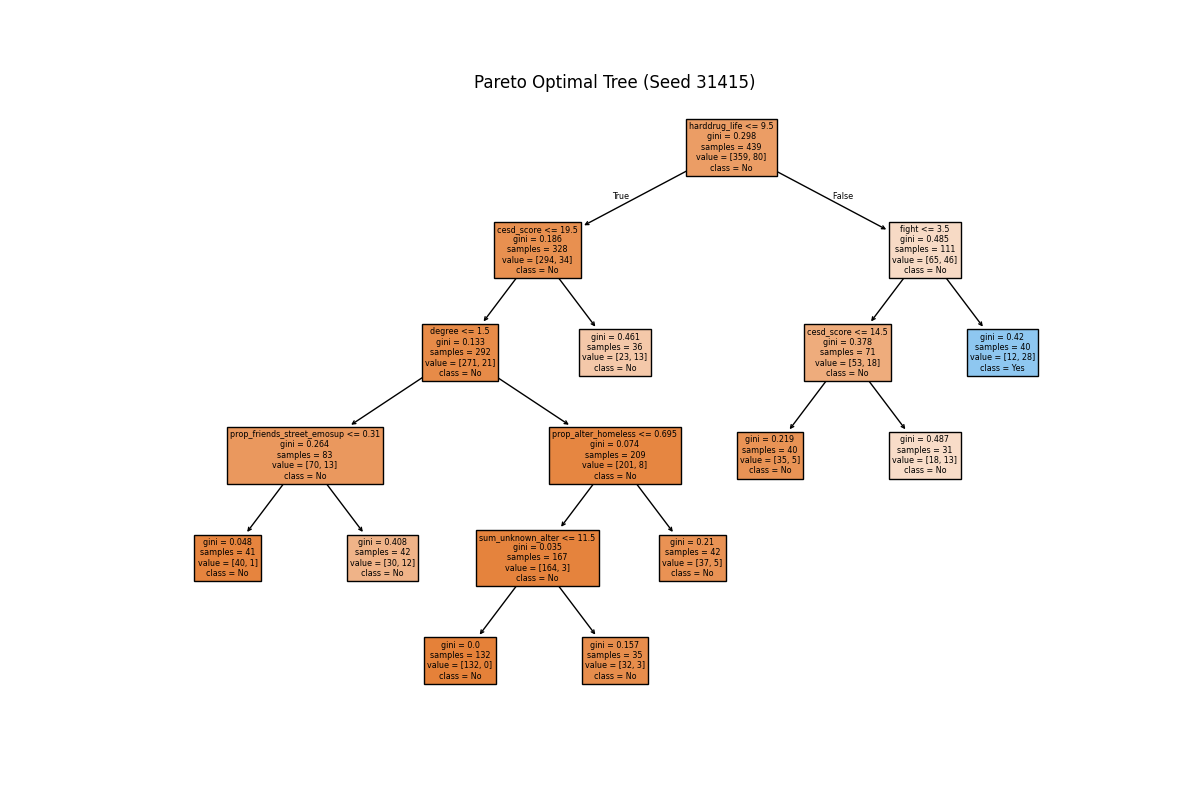 Pareto Optimal Tree (Seed 31415)
harddrug_life <= 9.5
gini = 0.298
samples = 439
value = [359, 80]
class = No
True
False
cesd_score <= 19.5
gini = 0.186
samples = 328
value = [294, 34]
class = No
fight <= 3.5
gini = 0.485
samples = 111
value = [65, 46]
class = No
degree <= 1.5
gini = 0.133
samples = 292
value = [271, 21]
class = No
gini = 0.461
samples = 36
value = [23, 13]
class = No
cesd_score <= 14.5
gini = 0.378
samples = 71
value = [53, 18]
class = No
gini = 0.42
samples = 40
value = [12, 28]
class = Yes
prop_friends_street_emosup <= 0.31
gini = 0.264
samples = 83
value = [70, 13]
class = No
prop_alter_homeless <= 0.695
gini = 0.074
samples = 209
value = [201, 8]
class = No
gini = 0.219
samples = 40
value = [35, 5]
class = No
gini = 0.487
samples = 31
value = [18, 13]
class = No
gini = 0.048
samples = 41
value = [40, 1]
class = No
gini = 0.408
samples = 42
value = [30, 12]
class = No
sum_unknown_alter <= 11.5
gini = 0.035
samples = 167
value = [164, 3]
class = No
gini = 0.21
samples = 42
value = [37, 5]
class = No
gini = 0.0
samples = 132
value = [132, 0]
class = No
gini = 0.157
samples = 35
value = [32, 3]
class = No